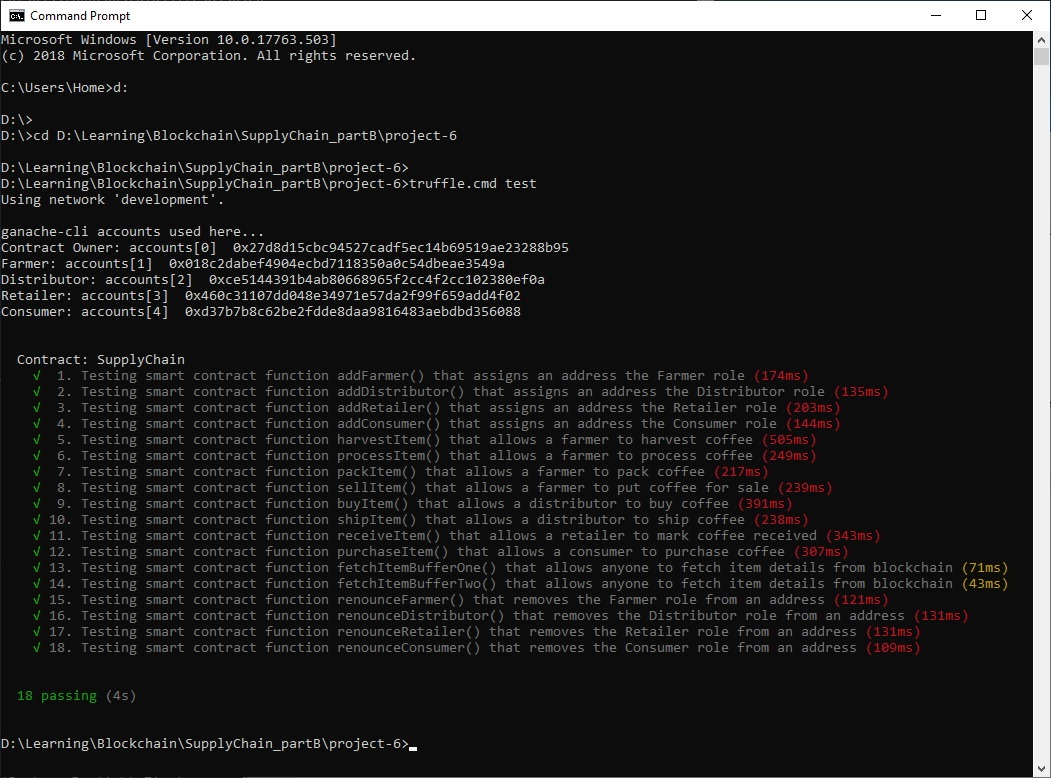 Command Prompt
Microsoft Windows [Version 10.0.17763.503]
(c) 2018 Microsoft Corporation. All rights reserved.
C:\Users\Home>d:
D:\>
D:\>cd D:\Learning\Blockchain\SupplyChain_partB\project-6
D:\Learning\Blockchain\SupplyChain_partB\project-6>
D:\Learning\Blockchain\SupplyChain_partB\project-6>truffle.cmd test
Using network 'development'.
ganache-cli accounts used here...
Contract Owner: accounts[0]  0x27d8d15cbc94527cadf5ec14b69519ae23288b95
Farmer: accounts[1]  0x018c2dabef4904ecbd7118350a0c54dbeae3549a
Distributor: accounts[2]  0xce5144391b4ab80668965f2cc4f2cc102380ef0a
Retailer: accounts[3]  0x460c31107dd048e34971e57da2f99f659add4f02
Consumer: accounts[4]  0xd37b7b8c62be2fdde8daa9816483aebdbd356088
Contract: SupplyChain
√  1. Testing smart contract function addFarmer() that assigns an address the Farmer role (174ms)
√  2. Testing smart contract function addDistributor() that assigns an address the Distributor role (135ms)
√  3. Testing smart contract function addRetailer() that assigns an address the Retailer role (203ms)
√  4. Testing smart contract function addConsumer() that assigns an address the Consumer role (144ms)
√  5. Testing smart contract function harvestItem() that allows a farmer to harvest coffee (505ms)
√  6. Testing smart contract function processItem() that allows a farmer to process coffee (249ms)
√  7. Testing smart contract function packItem() that allows a farmer to pack coffee (217ms)
√  8. Testing smart contract function sellItem() that allows a farmer to put coffee for sale (239ms)
√  9. Testing smart contract function buyItem() that allows a distributor to buy coffee (391ms)
√ 10. Testing smart contract function shipItem() that allows a distributor to ship coffee (238ms)
√ 11. Testing smart contract function receiveItem() that allows a retailer to mark coffee received (343ms)
√ 12. Testing smart contract function purchaseItem() that allows a consumer to purchase coffee (307ms)
√ 13. Testing smart contract function fetchItemBufferOne() that allows anyone to fetch item details from blockchain (71ms)
√ 14. Testing smart contract function fetchItemBufferTwo() that allows anyone to fetch item details from blockchain (43ms)
√ 15. Testing smart contract function renounceFarmer() that removes the Farmer role from an address (121ms)
√ 16. Testing smart contract function renounceDistributor() that removes the Distributor role from an address (131ms)
√ 17. Testing smart contract function renounceRetailer() that removes the Retailer role from an address (131ms)
√ 18. Testing smart contract function renounceConsumer() that removes the Consumer role from an address (109ms)
18 passing (4s)
D:\Learning\Blockchain\SupplyChain_partB\project-6>